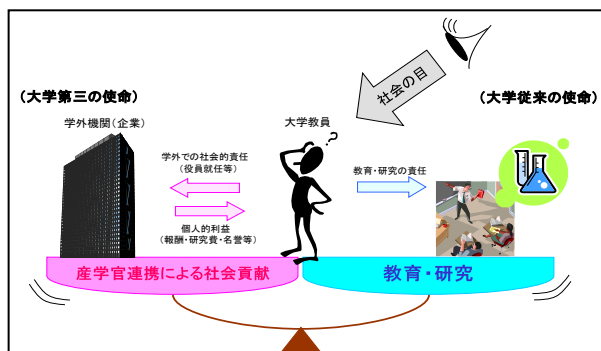 社会の目
(大学第三の使命)
(大学従来の使命)
学外機関(企業)
大学教員
?
学外での社会的責任
(役員就任等)
教育・研究の責任
個人的利益
(報酬・研究費・名誉等)
産学官連携による社会貢献
教育・研究